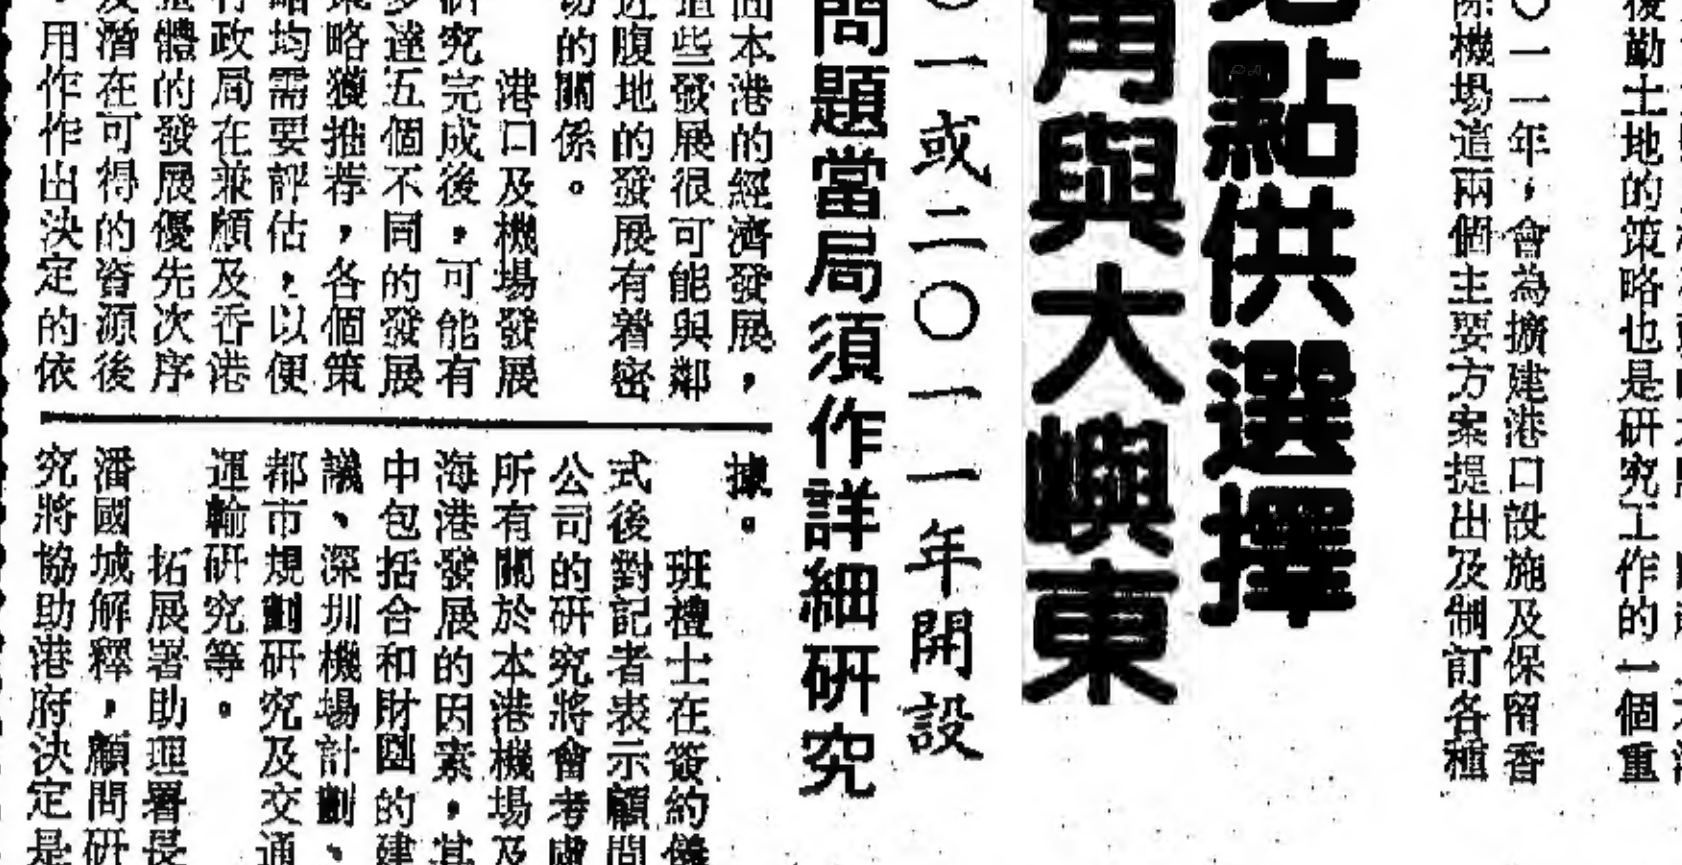 後勤土地的策略也是研究工作的一個重
〇一一年，會為擴建港口設施及保留香
際機場這兩個主要方案提出及制訂各種
點供選擇
角與大嶼東
〇一或二〇一一年開設
問題當局須作詳細研究
面本港的經濟發展，
這些發展很可能與鄰
近腹地的發展有着密
切的關係。
港口及機場發展
研究完成後，可能有
多達五個不同的發展
策略獲推荐，各個策
略均需要評估，以便
行政局在兼顧及香港
整體的發展優先次序
及潛在可得的資源後
，用作作出決定的依
據。
班禮士在簽約儀
式後對記者表示顧問
公司的研究將會考慮
所有關於本港機場及
海港發展的因素，其
中包括合和財團的建
議、深圳機場計劃、
都市規劃研究及交通
運輸研究等。
拓展署助理署長
潘國城解釋，顧問研
究將協助港府決定是